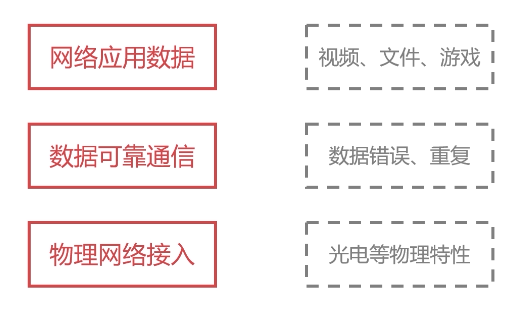 网络应用数据
视频、文件、游戏
数据可靠通信
数据错误、重复
物理网络接入
光电等物理特性